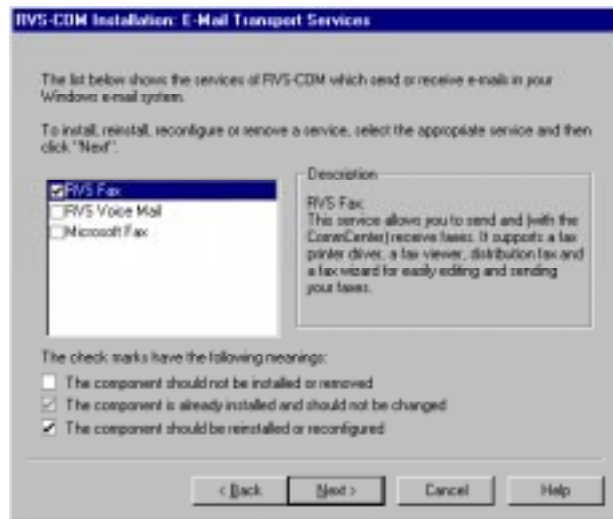 RVS-COM Installation: E-Mail Transport Services
The list below shows the services of RVS-COM which send or receive e-mails in your
Windows e-mail system.
To install, reinstall, reconfigure or remove a service, select the appropriate service and then
click "Next".
RVS Fax
RVS Voice Mail
Microsoft Fax
Description
RVS Fax:
This service allows you to send and (with the
CommCenter) receive faxes. It supports a fax
printer driver, a fax viewer, distribution fax and
a fax wizard for easily editing and sending
your faxes.
The check marks have the following meanings:
The component should not be installed or removed
The component is already installed and should not be changed
The component should be reinstalled or reconfigured
< Back
Next >
Cancel
Help